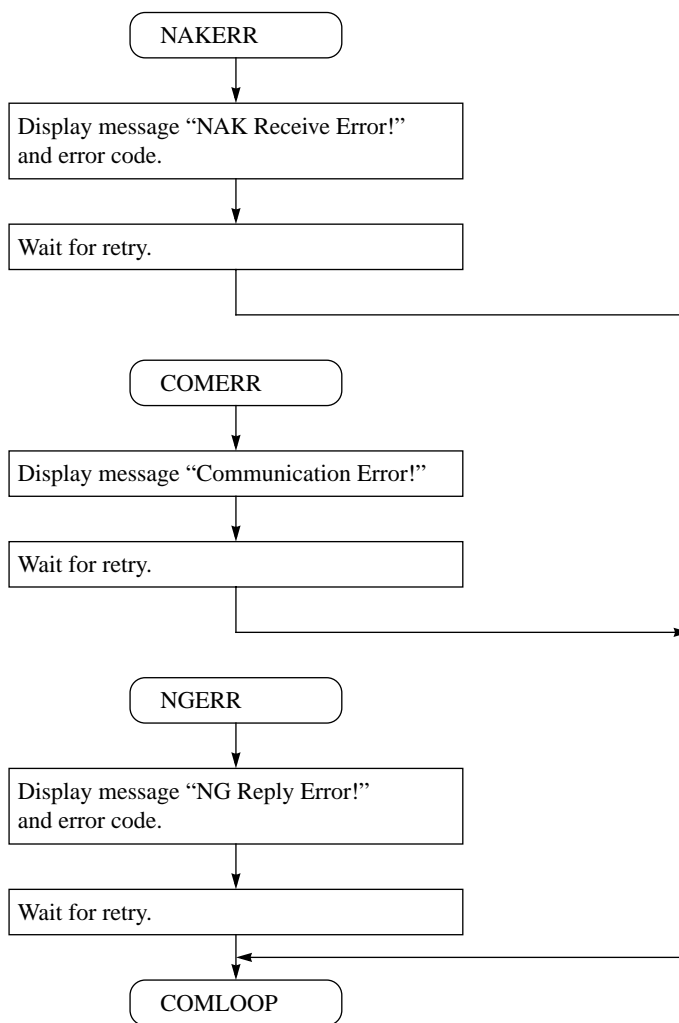 NAKERR
Display message “NAK Receive Error!”
and error code.
Wait for retry.
COMERR
Display message “Communication Error!”
Wait for retry.
NGERR
Display message “NG Reply Error!”
and error code.
Wait for retry.
COMLOOP